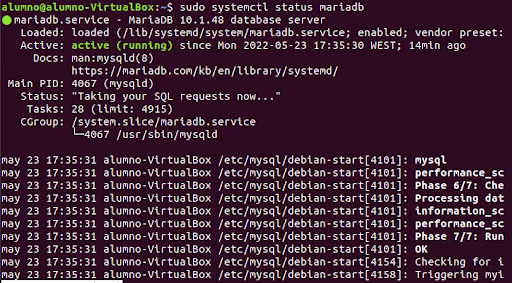 alumno@alumno-VirtualBox:~$ sudo systemctl status mariadb
● mariadb.service - MariaDB 10.1.48 database server
Loaded: loaded (/lib/systemd/system/mariadb.service; enabled; vendor preset:
Active: active (running) since Mon 2022-05-23 17:35:30 WEST; 14min ago
Docs: man:mysqld(8)
https://mariadb.com/kb/en/library/systemd/
Main PID: 4067 (mysqld)
Status: "Taking your SQL requests now..."
Tasks: 28 (limit: 4915)
CGroup: /system.slice/mariadb.service
└─4067 /usr/sbin/mysqld
may 23 17:35:31 alumno-VirtualBox /etc/mysql/debian-start[4101]: mysql
may 23 17:35:31 alumno-VirtualBox /etc/mysql/debian-start[4101]: performance_sc
may 23 17:35:31 alumno-VirtualBox /etc/mysql/debian-start[4101]: Phase 6/7: Che
may 23 17:35:31 alumno-VirtualBox /etc/mysql/debian-start[4101]: Processing dat
may 23 17:35:31 alumno-VirtualBox /etc/mysql/debian-start[4101]: information_sc
may 23 17:35:31 alumno-VirtualBox /etc/mysql/debian-start[4101]: performance_sc
may 23 17:35:31 alumno-VirtualBox /etc/mysql/debian-start[4101]: Phase 7/7: Run
may 23 17:35:31 alumno-VirtualBox /etc/mysql/debian-start[4101]: OK
may 23 17:35:31 alumno-VirtualBox /etc/mysql/debian-start[4154]: Checking for i
may 23 17:35:31 alumno-VirtualBox /etc/mysql/debian-start[4158]: Triggering myi